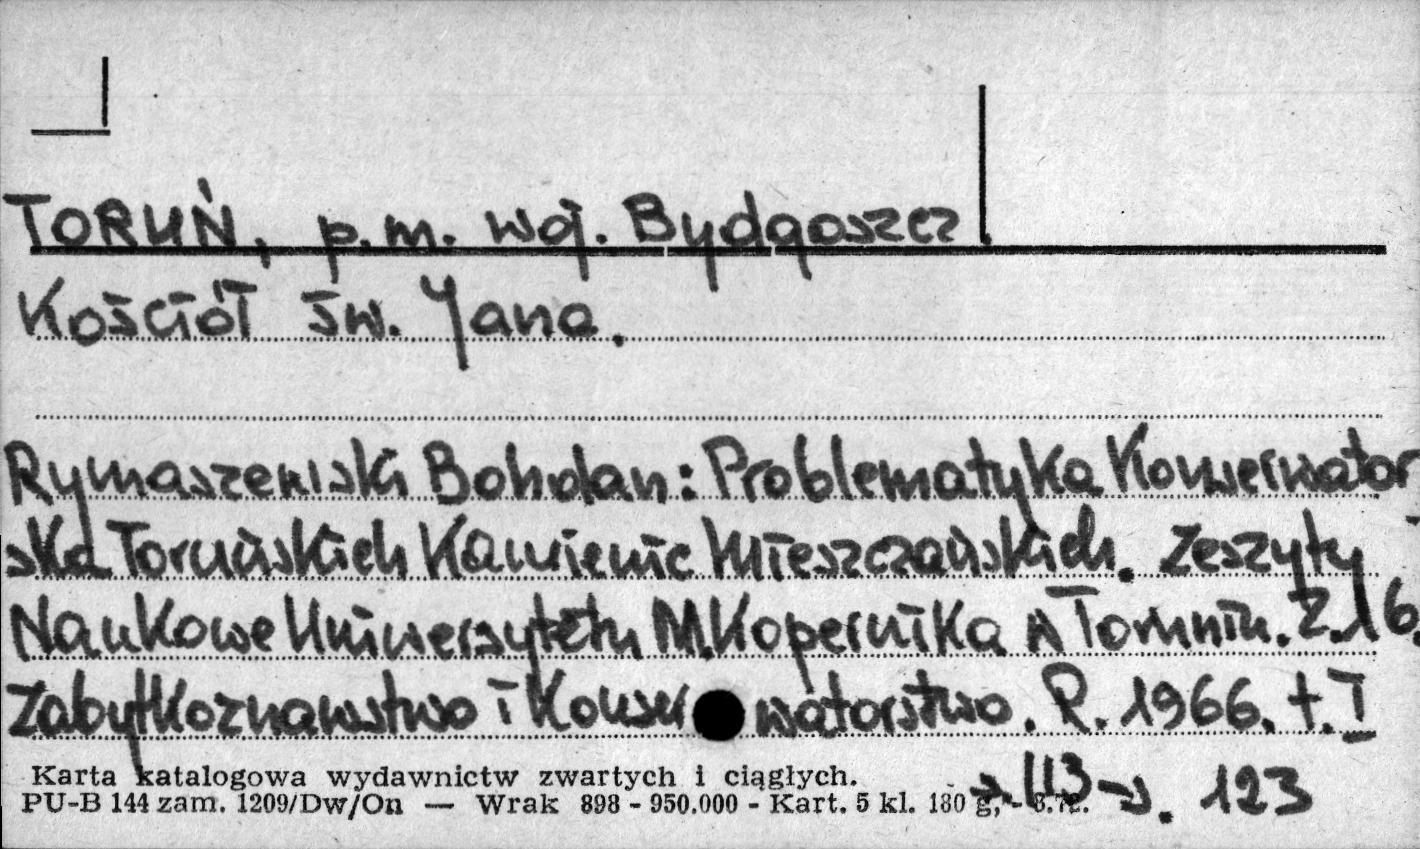 TORUŃ, p.m. woj. Bydgoszcz.
Kościół św. Jana.
Rymaszewski Bohdan: Problematyka Konserwator
ska Toruńskich Kamienic Mieszczańskich. Zeszyty
Naukowe Uniwersytetu M.Kopernika w Toruniu. Z.16.
Zabytkoznawstwo i Konserwatorstwo. R. 1966. t. I
s. 113 - s. 123
Karta katalogowa wydawnictw zwartych i ciągłych.
PU-B 144 zam. 1209/Dw/On — Wrak 898 - 950.000 - Kart. 5 kl. 180 g,